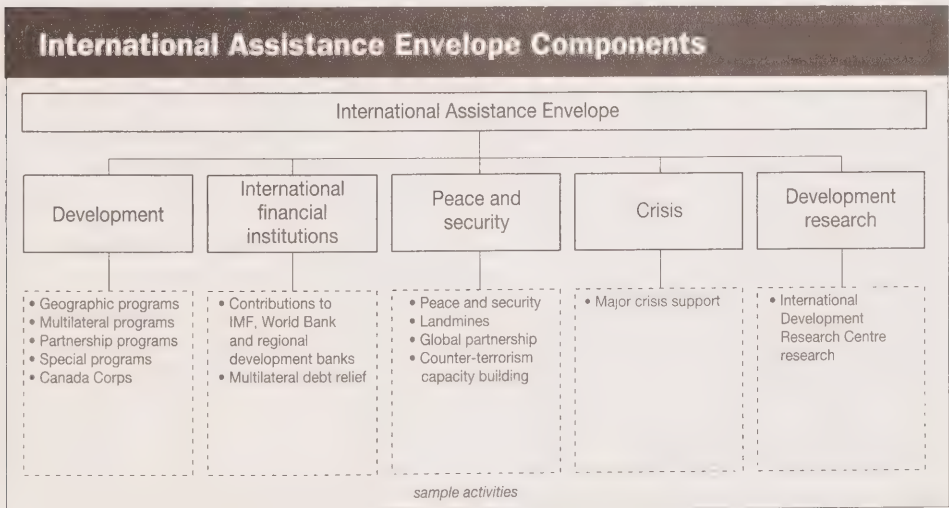 International Assistance Envelope Components
International Assistance Envelope
Development
International
financial
institutions
Peace and
security
Crisis
Development
research
• Geographic programs
• Multilateral programs
• Partnership programs
• Special programs
• Canada Corps
• Contributions to
IMF, World Bank
and regional
development banks
• Multilateral debt relief
• Peace and security
• Landmines
• Global partnership
• Counter-terrorism
capacity building
• Major crisis support
• International
Development
Research Centre
research
sample activities